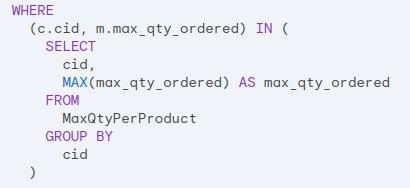 WHERE
(c.cid, m.max_qty_ordered) IN (
SELECT
cid,
MAX(max_qty_ordered) AS max_qty_ordered
FROM
MaxQtyPerProduct
GROUP BY
cid
)